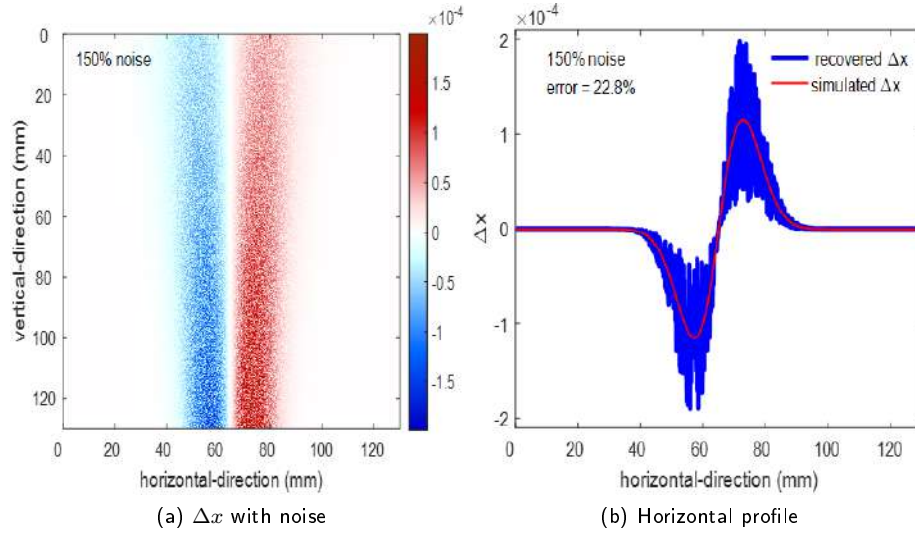 ×10^-4
150% noise
0
20
40
60
80
100
120
vertical-direction (mm)
0 20 40 60 80 100 120
horizontal-direction (mm)
1.5
1
0.5
0
-0.5
-1
-1.5
(a) Δx with noise
×10^-4
150% noise
error = 22.8%
recovered Δx
simulated Δx
2
1
0
-1
-2
Δx
0 20 40 60 80 100 120
horizontal-direction (mm)
(b) Horizontal profile